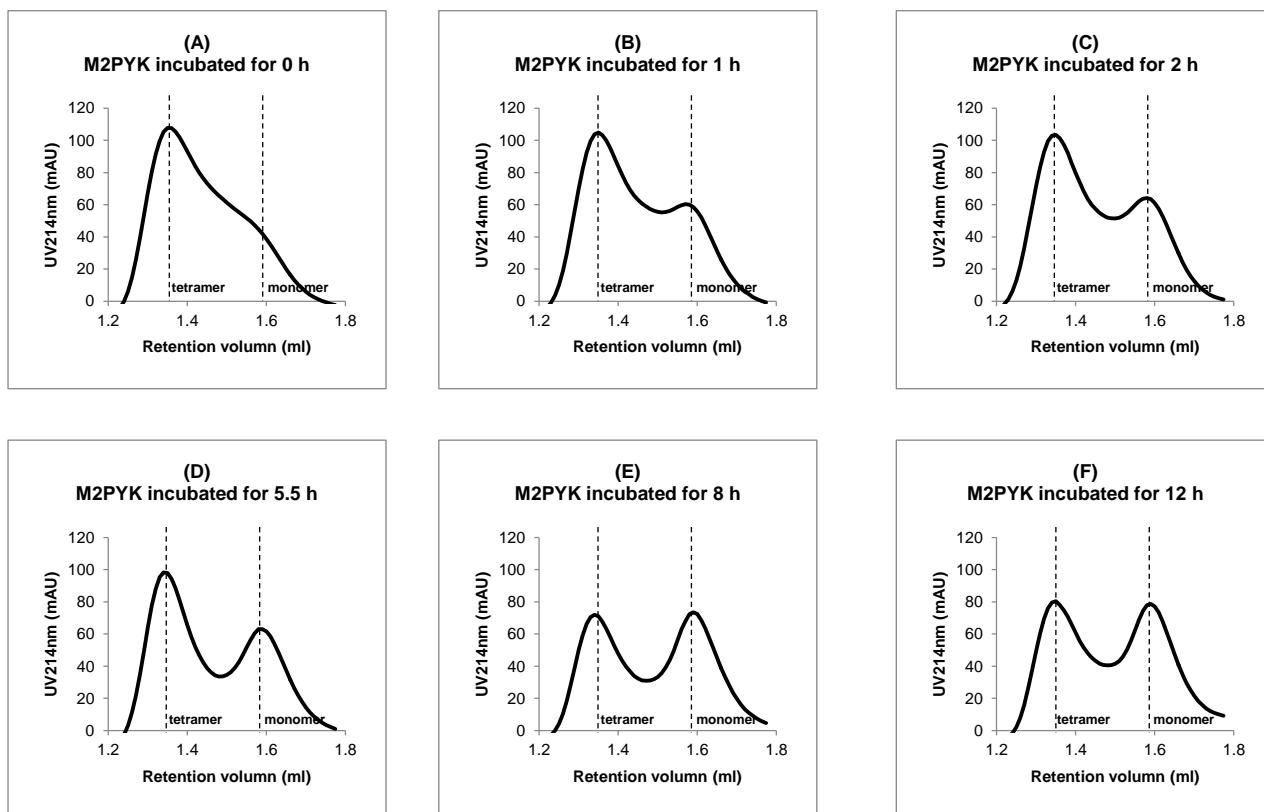 (A)
M2PYK incubated for 0 h
120
100
80
60
40
20
0
UV214nm (mAU)
tetramer
monomer
1.2
1.4
1.6
1.8
Retention volumn (ml)
(B)
M2PYK incubated for 1 h
120
100
80
60
40
20
0
UV214nm (mAU)
tetramer
monomer
1.2
1.4
1.6
1.8
Retention volumn (ml)
(C)
M2PYK incubated for 2 h
120
100
80
60
40
20
0
UV214nm (mAU)
tetramer
monomer
1.2
1.4
1.6
1.8
Retention volumn (ml)
(D)
M2PYK incubated for 5.5 h
120
100
80
60
40
20
0
UV214nm (mAU)
tetramer
monomer
1.2
1.4
1.6
1.8
Retention volumn (ml)
(E)
M2PYK incubated for 8 h
120
100
80
60
40
20
0
UV214nm (mAU)
tetramer
monomer
1.2
1.4
1.6
1.8
Retention volumn (ml)
(F)
M2PYK incubated for 12 h
120
100
80
60
40
20
0
UV214nm (mAU)
tetramer
monomer
1.2
1.4
1.6
1.8
Retention volumn (ml)